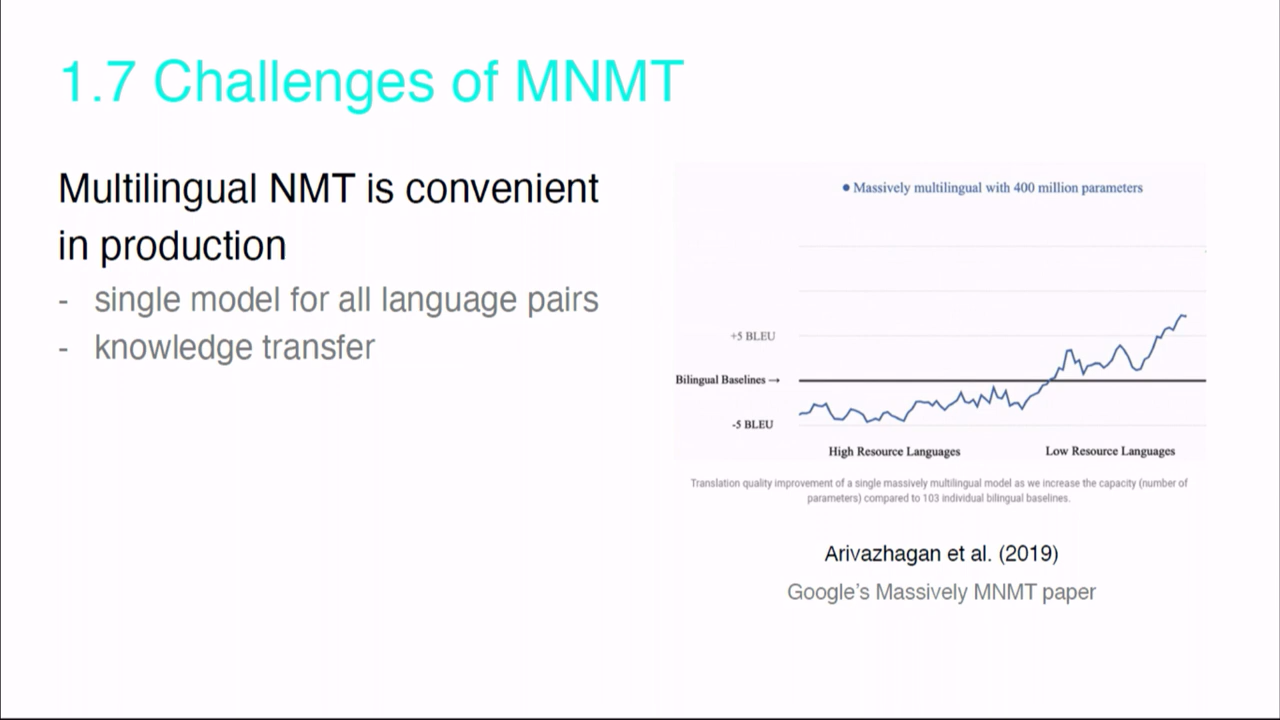 1.7 Challenges of MNMT
Multilingual NMT is convenient
in production
- single model for all language pairs
- knowledge transfer
● Massively multilingual with 400 million parameters
+5 BLEU
Bilingual Baselines →
-5 BLEU
High Resource Languages
Low Resource Languages
Translation quality improvement of a single massively multilingual model as we increase the capacity (number of
parameters) compared to 103 individual bilingual baselines.
Arivazhagan et al. (2019)
Google's Massively MNMT paper